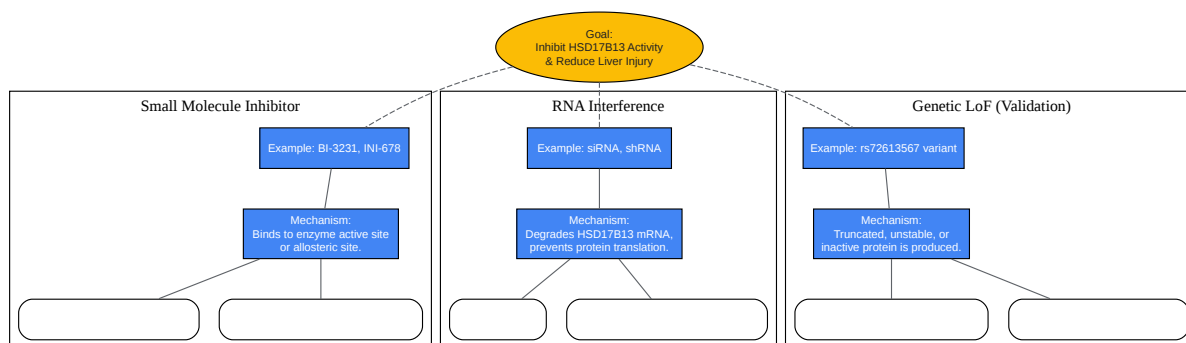 Goal:
Inhibit HSD17B13 Activity
& Reduce Liver Injury
Small Molecule Inhibitor
Example: BI-3231, INI-678
Mechanism:
Binds to enzyme active site
or allosteric site.
RNA Interference
Example: siRNA, shRNA
Mechanism:
Degrades HSD17B13 mRNA,
prevents protein translation.
Genetic LoF (Validation)
Example: rs72613567 variant
Mechanism:
Truncated, unstable, or
inactive protein is produced.